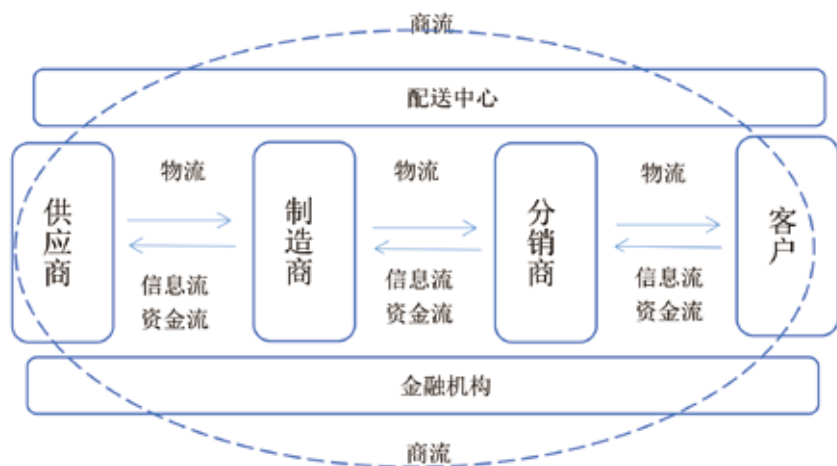 商流
配送中心
供应商
物流
信息流
资金流
制造商
物流
信息流
资金流
分销商
物流
信息流
资金流
客户
金融机构
商流